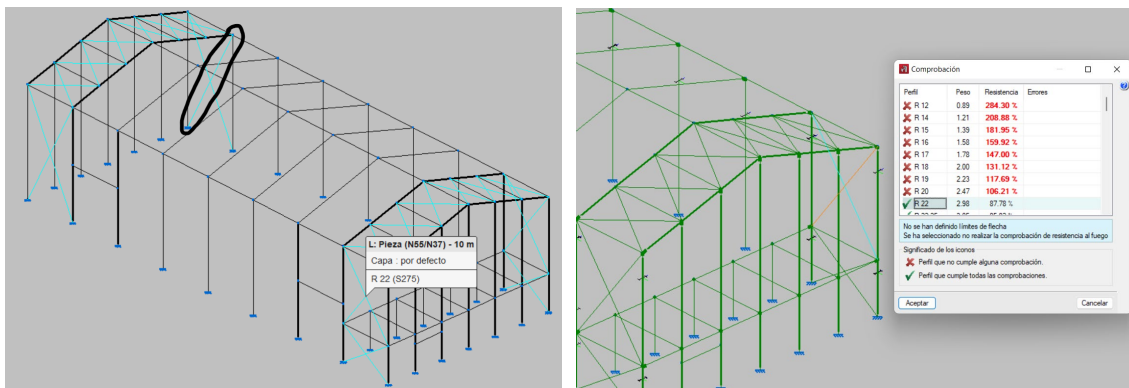 L: Pieza (N55/N37) - 10 m
Capa : por defecto
R 22 (S275)
Comprobación
Perfil Peso Resistencia Errores
R 12 0.89 284.30 %
R 14 1.21 208.88 %
R 15 1.39 181.95 %
R 16 1.58 159.92 %
R 17 1.78 147.00 %
R 18 2.00 131.12 %
R 19 2.23 117.69 %
R 20 2.47 106.21 %
R 22 2.98 87.78 %
No se han definido límites de flecha
Se ha seleccionado no realizar la comprobación de resistencia al fuego
Significado de los iconos
Perfil que no cumple alguna comprobación.
Perfil que cumple todas las comprobaciones.
Aceptar
Cancelar